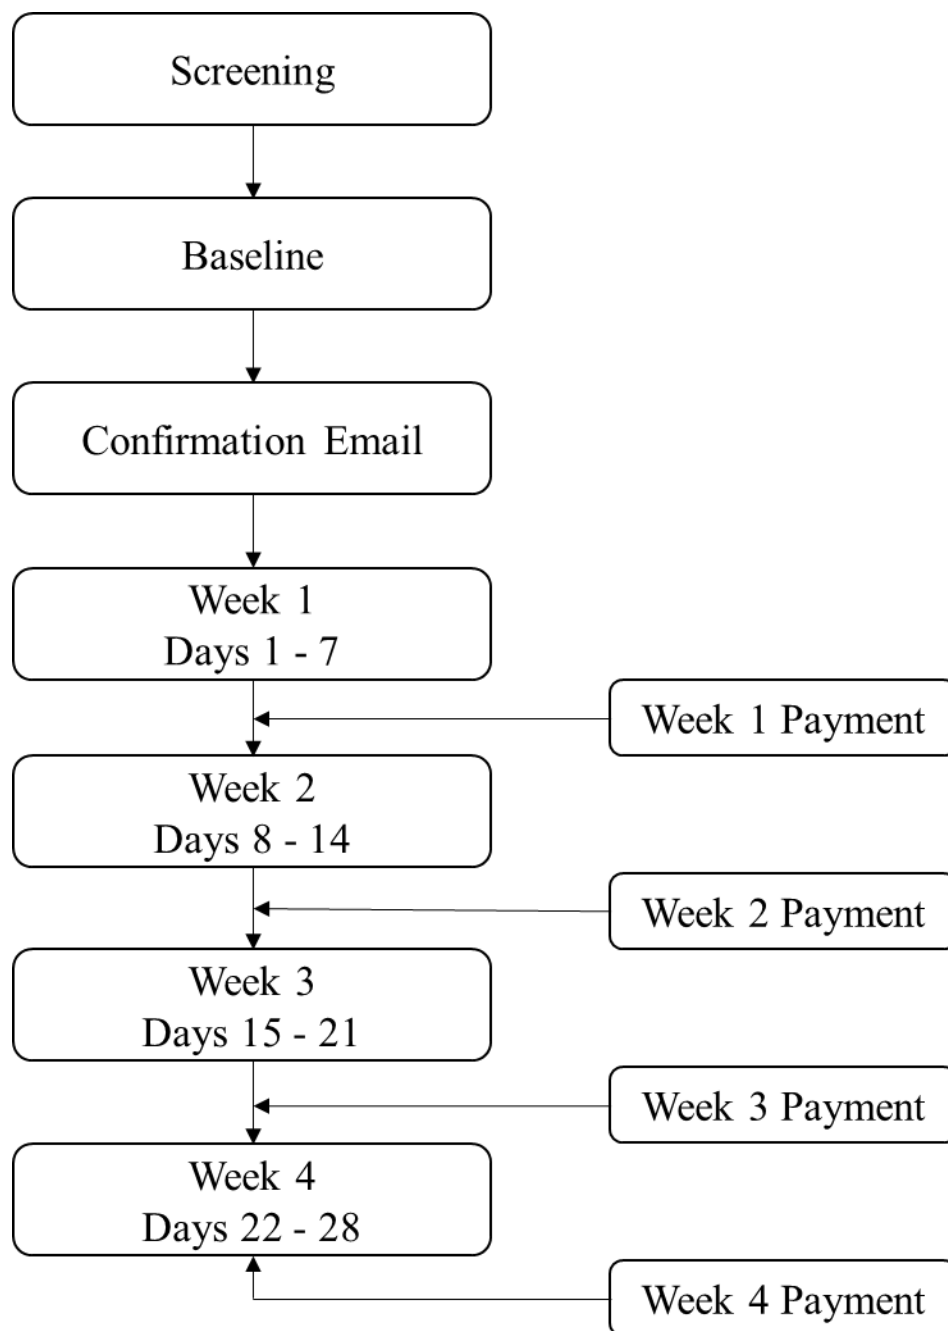 Screening
Baseline
Confirmation Email
Week 1
Days 1 - 7
Week 1 Payment
Week 2
Days 8 - 14
Week 2 Payment
Week 3
Days 15 - 21
Week 3 Payment
Week 4
Days 22 - 28
Week 4 Payment